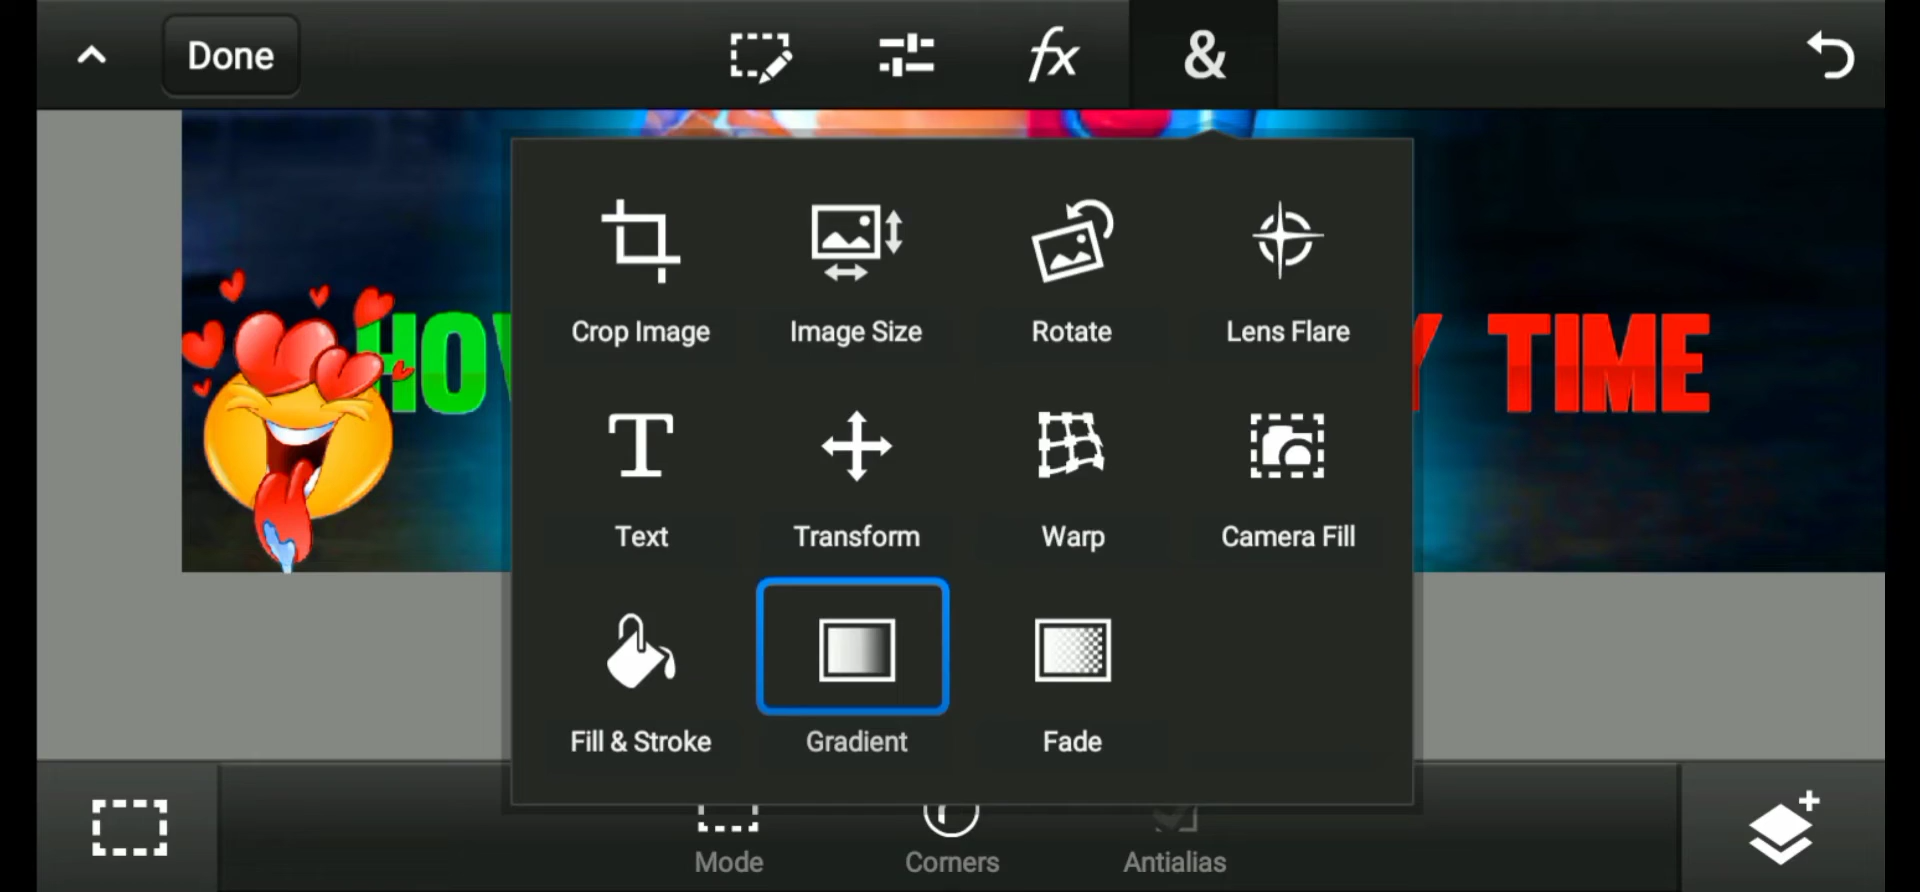 Done fx &
HO TIME
Crop Image Image Size Rotate Lens Flare
Text Transform Warp Camera Fill
Fill & Stroke Gradient Fade
Mode Corners Antialias